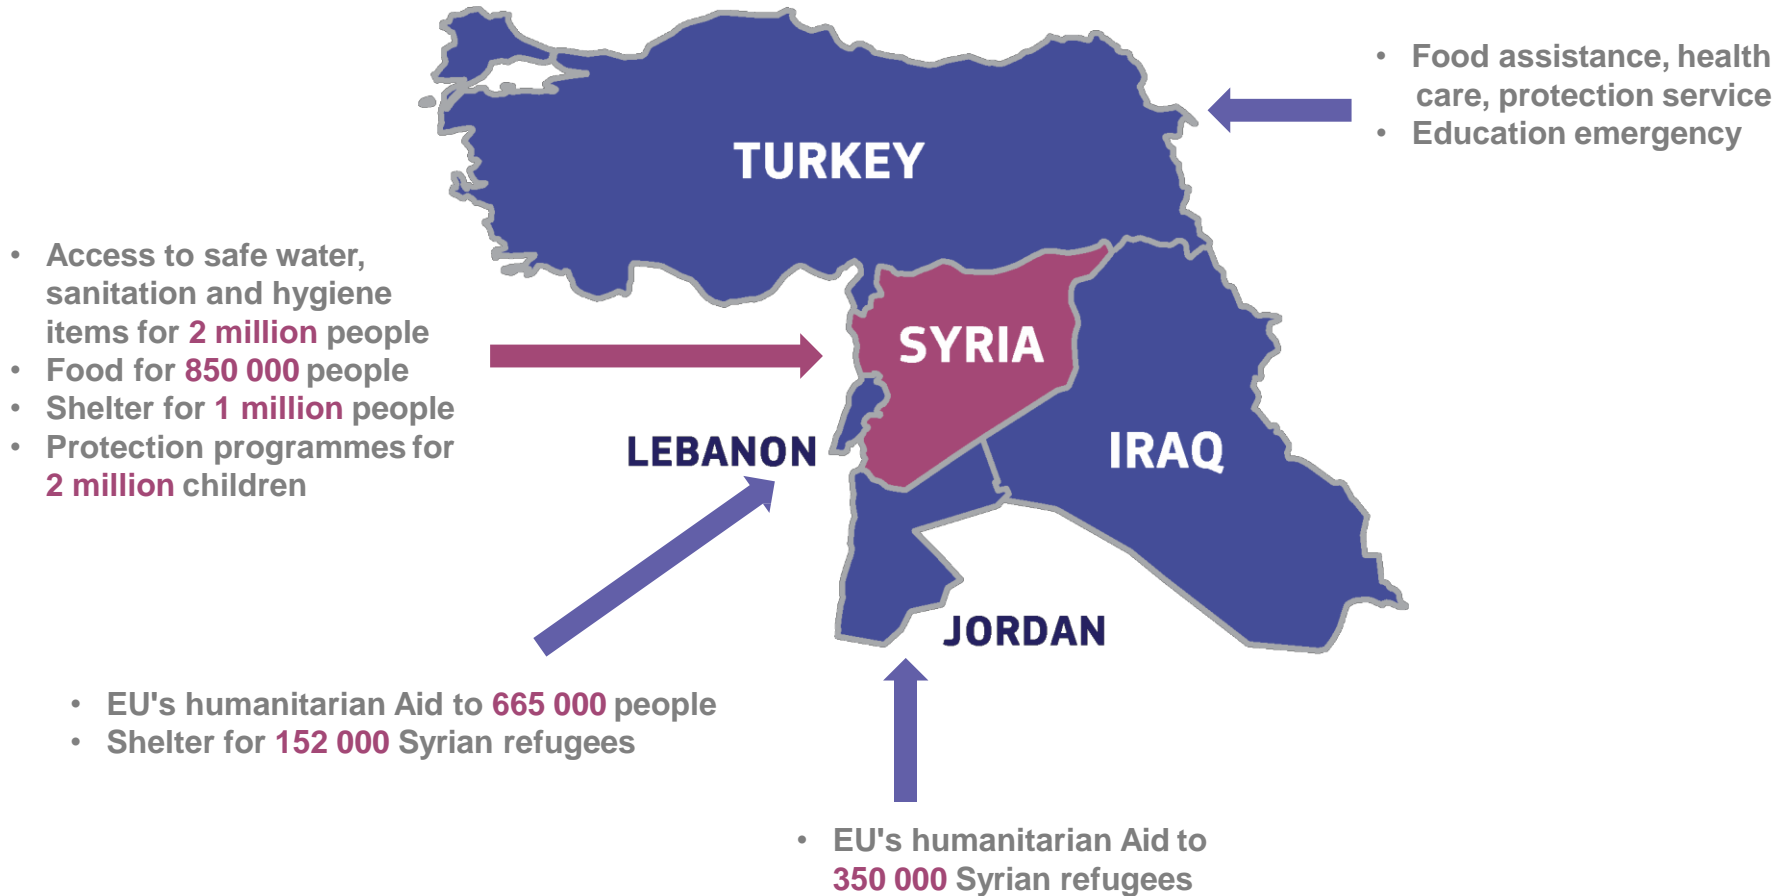 • Food assistance, health
care, protection service
• Education emergency
TURKEY
• Access to safe water,
sanitation and hygiene
items for 2 million people
• Food for 850 000 people
• Shelter for 1 million people
• Protection programmes for
2 million children
SYRIA
LEBANON
IRAQ
JORDAN
• EU's humanitarian Aid to 665 000 people
• Shelter for 152 000 Syrian refugees
• EU's humanitarian Aid to
350 000 Syrian refugees